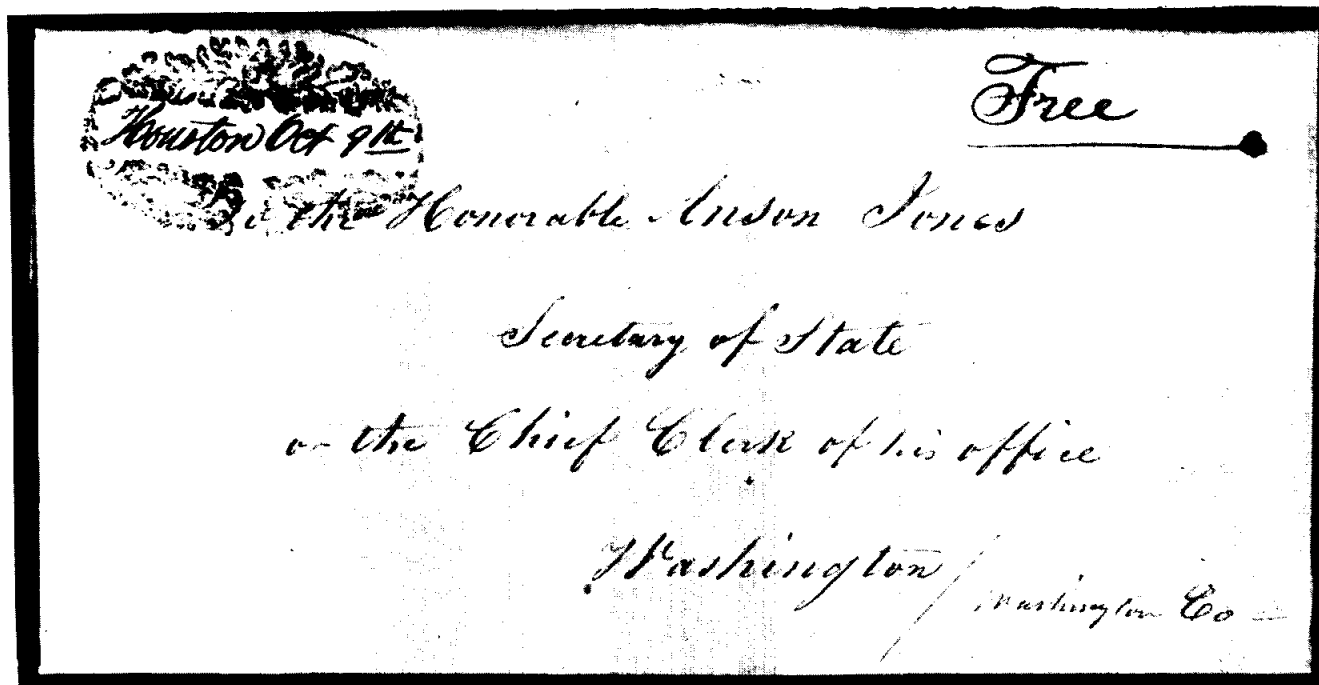 Houston Oct 9th
Free
To the Honorable Anson Jones
Secretary of State
or the Chief Clerk of his office
Washington / Washington Co